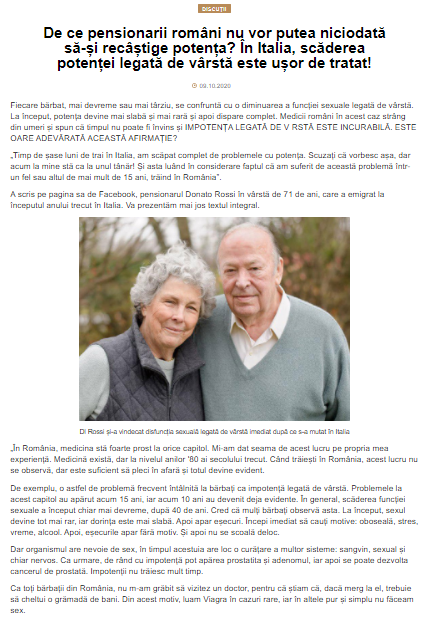 DISCUȚII
De ce pensionarii români nu vor putea niciodată
să-și recâștige potența? În Italia, scăderea
potenței legată de vârstă este ușor de tratat!
09.10.2020
Fiecare bărbat, mai devreme sau mai târziu, se confruntă cu o diminuarea a funcției sexuale legată de vârstă.
La început, potența devine mai slabă și mai rară și apoi dispare complet. Medicii români în acest caz strâng
din umeri și spun că timpul nu poate fi învins și IMPOTENȚA LEGATĂ DE V RSTĂ ESTE INCURABILĂ. ESTE
OARE ADEVĂRATĂ ACEASTĂ AFIRMAȚIE?
„Timp de șase luni de trai în Italia, am scăpat complet de problemele cu potența. Scuzați că vorbesc așa, dar
acum la mine stă ca la unul tânăr! Și asta luând în considerare faptul că am suferit de această problemă într-
un fel sau altul de mai mult de 15 ani, trăind în România”.
A scris pe pagina sa de Facebook, pensionarul Donato Rossi în vârstă de 71 de ani, care a emigrat la
începutul anului trecut în Italia. Va prezentăm mai jos textul integral.
Dl Rossi și-a vindecat disfuncția sexuală legată de vârstă imediat după ce s-a mutat în Italia
„În România, medicina stă foarte prost la orice capitol. Mi-am dat seama de acest lucru pe propria mea
experiență. Medicină există, dar la nivelul anilor '80 ai secolului trecut. Când trăiești în România, acest lucru nu
se observă, dar este suficient să pleci în afară și totul devine evident.
De exemplu, o astfel de problemă frecvent întâlnită la bărbați ca impotență legată de vârstă. Problemele la
acest capitol au apărut acum 15 ani, iar acum 10 ani au devenit deja evidente. În general, scăderea funcției
sexuale a început chiar mai devreme, după 40 de ani. Cred că mulți bărbați observă asta. La început, sexul
devine tot mai rar, iar dorința este mai slabă. Apoi apar eșecuri. Începi imediat să cauți motive: oboseală, stres,
vreme, alcool. Apoi, eșecurile apar fără motiv. Și apoi nu se scoală deloc.
Dar organismul are nevoie de sex, în timpul acestuia are loc o curățare a multor sisteme: sangvin, sexual și
chiar nervos. Ca urmare, de rând cu impotență pot apărea prostatita și adenomul, iar apoi se poate dezvolta
cancerul de prostată. Impotenții nu trăiesc mult timp.
Ca toți bărbații din România, nu m-am grăbit să vizitez un doctor, pentru că știam că, dacă merg la el, trebuie
să cheltui o grămadă de bani. Din acest motiv, luam Viagra în cazuri rare, iar în altele pur și simplu nu făceam
sex.